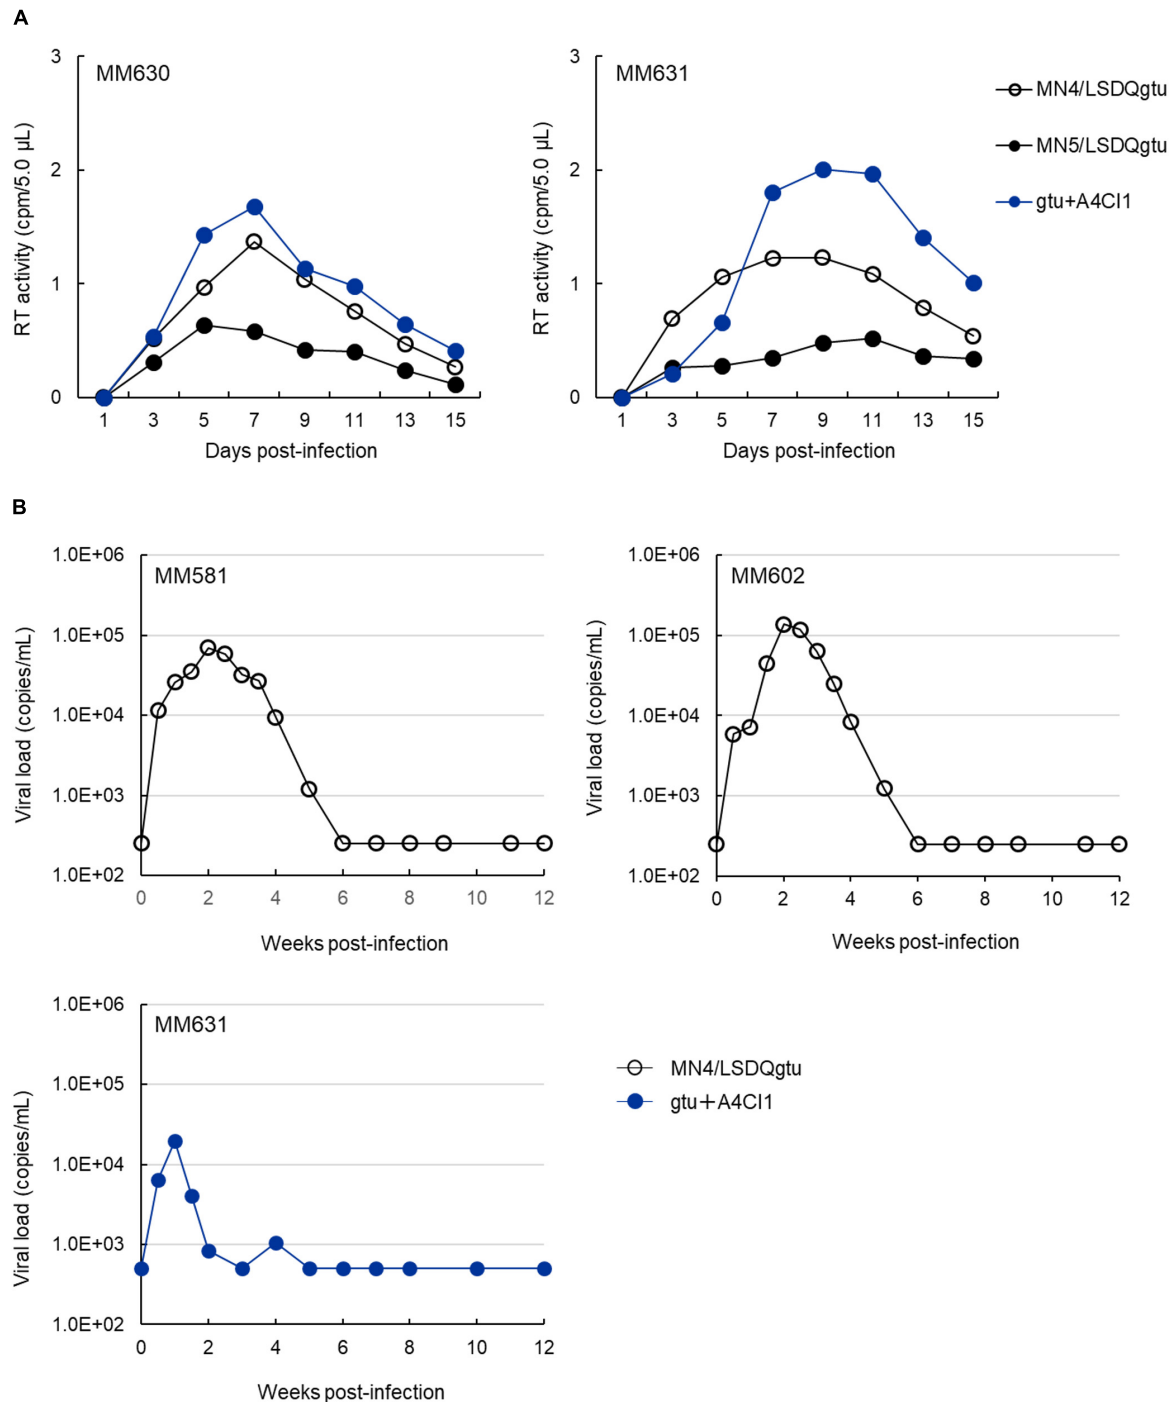 A
MM630
3
2
1
0
RT activity (cpm/5.0 µL)
1 3 5 7 9 11 13 15
Days post-infection
MM631
3
2
1
0
RT activity (cpm/5.0 µL)
1 3 5 7 9 11 13 15
Days post-infection
MN4/LSDQgtu
MN5/LSDQgtu
gtu+A4CI1
B
MM581
1.0E+06
1.0E+05
1.0E+04
1.0E+03
1.0E+02
Viral load (copies/mL)
0 2 4 6 8 10 12
Weeks post-infection
MM602
1.0E+06
1.0E+05
1.0E+04
1.0E+03
1.0E+02
Viral load (copies/mL)
0 2 4 6 8 10 12
Weeks post-infection
MM631
1.0E+06
1.0E+05
1.0E+04
1.0E+03
1.0E+02
Viral load (copies/mL)
0 2 4 6 8 10 12
Weeks post-infection
MN4/LSDQgtu
gtu+A4CI1